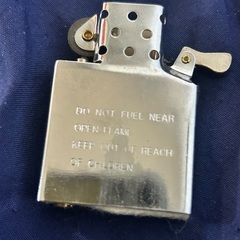 DO NOT FUEL NEAR
OPEN FLAME
KEEP OUT OF REACH
OF CHILDREN